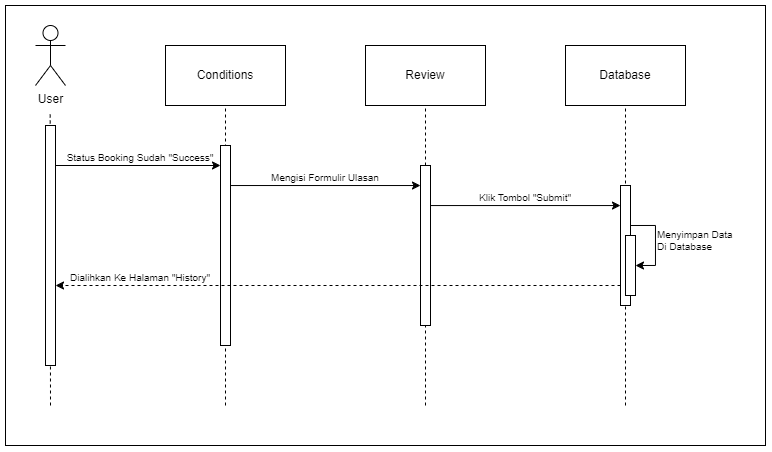 User
Conditions
Review
Database
Status Booking Sudah "Success"
Mengisi Formulir Ulasan
Klik Tombol "Submit"
Menyimpan Data
Di Database
Dialihkan Ke Halaman "History"